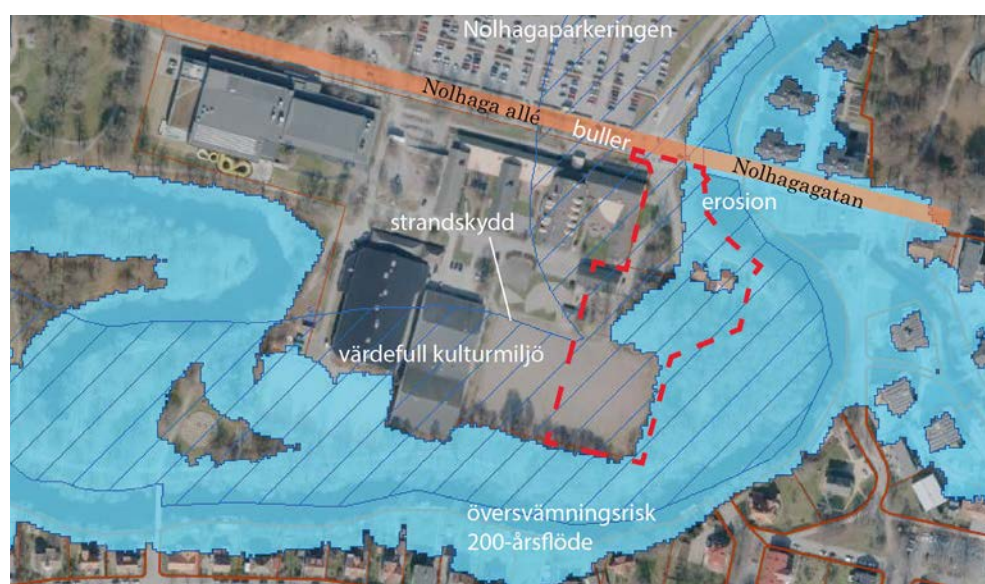 Nolhagaparkeringen
Nolhaga allé
buller
Nolhagagatan
erosion
strandskydd
värdefull kulturmiljö
översvämningsrisk
200-årsflöde